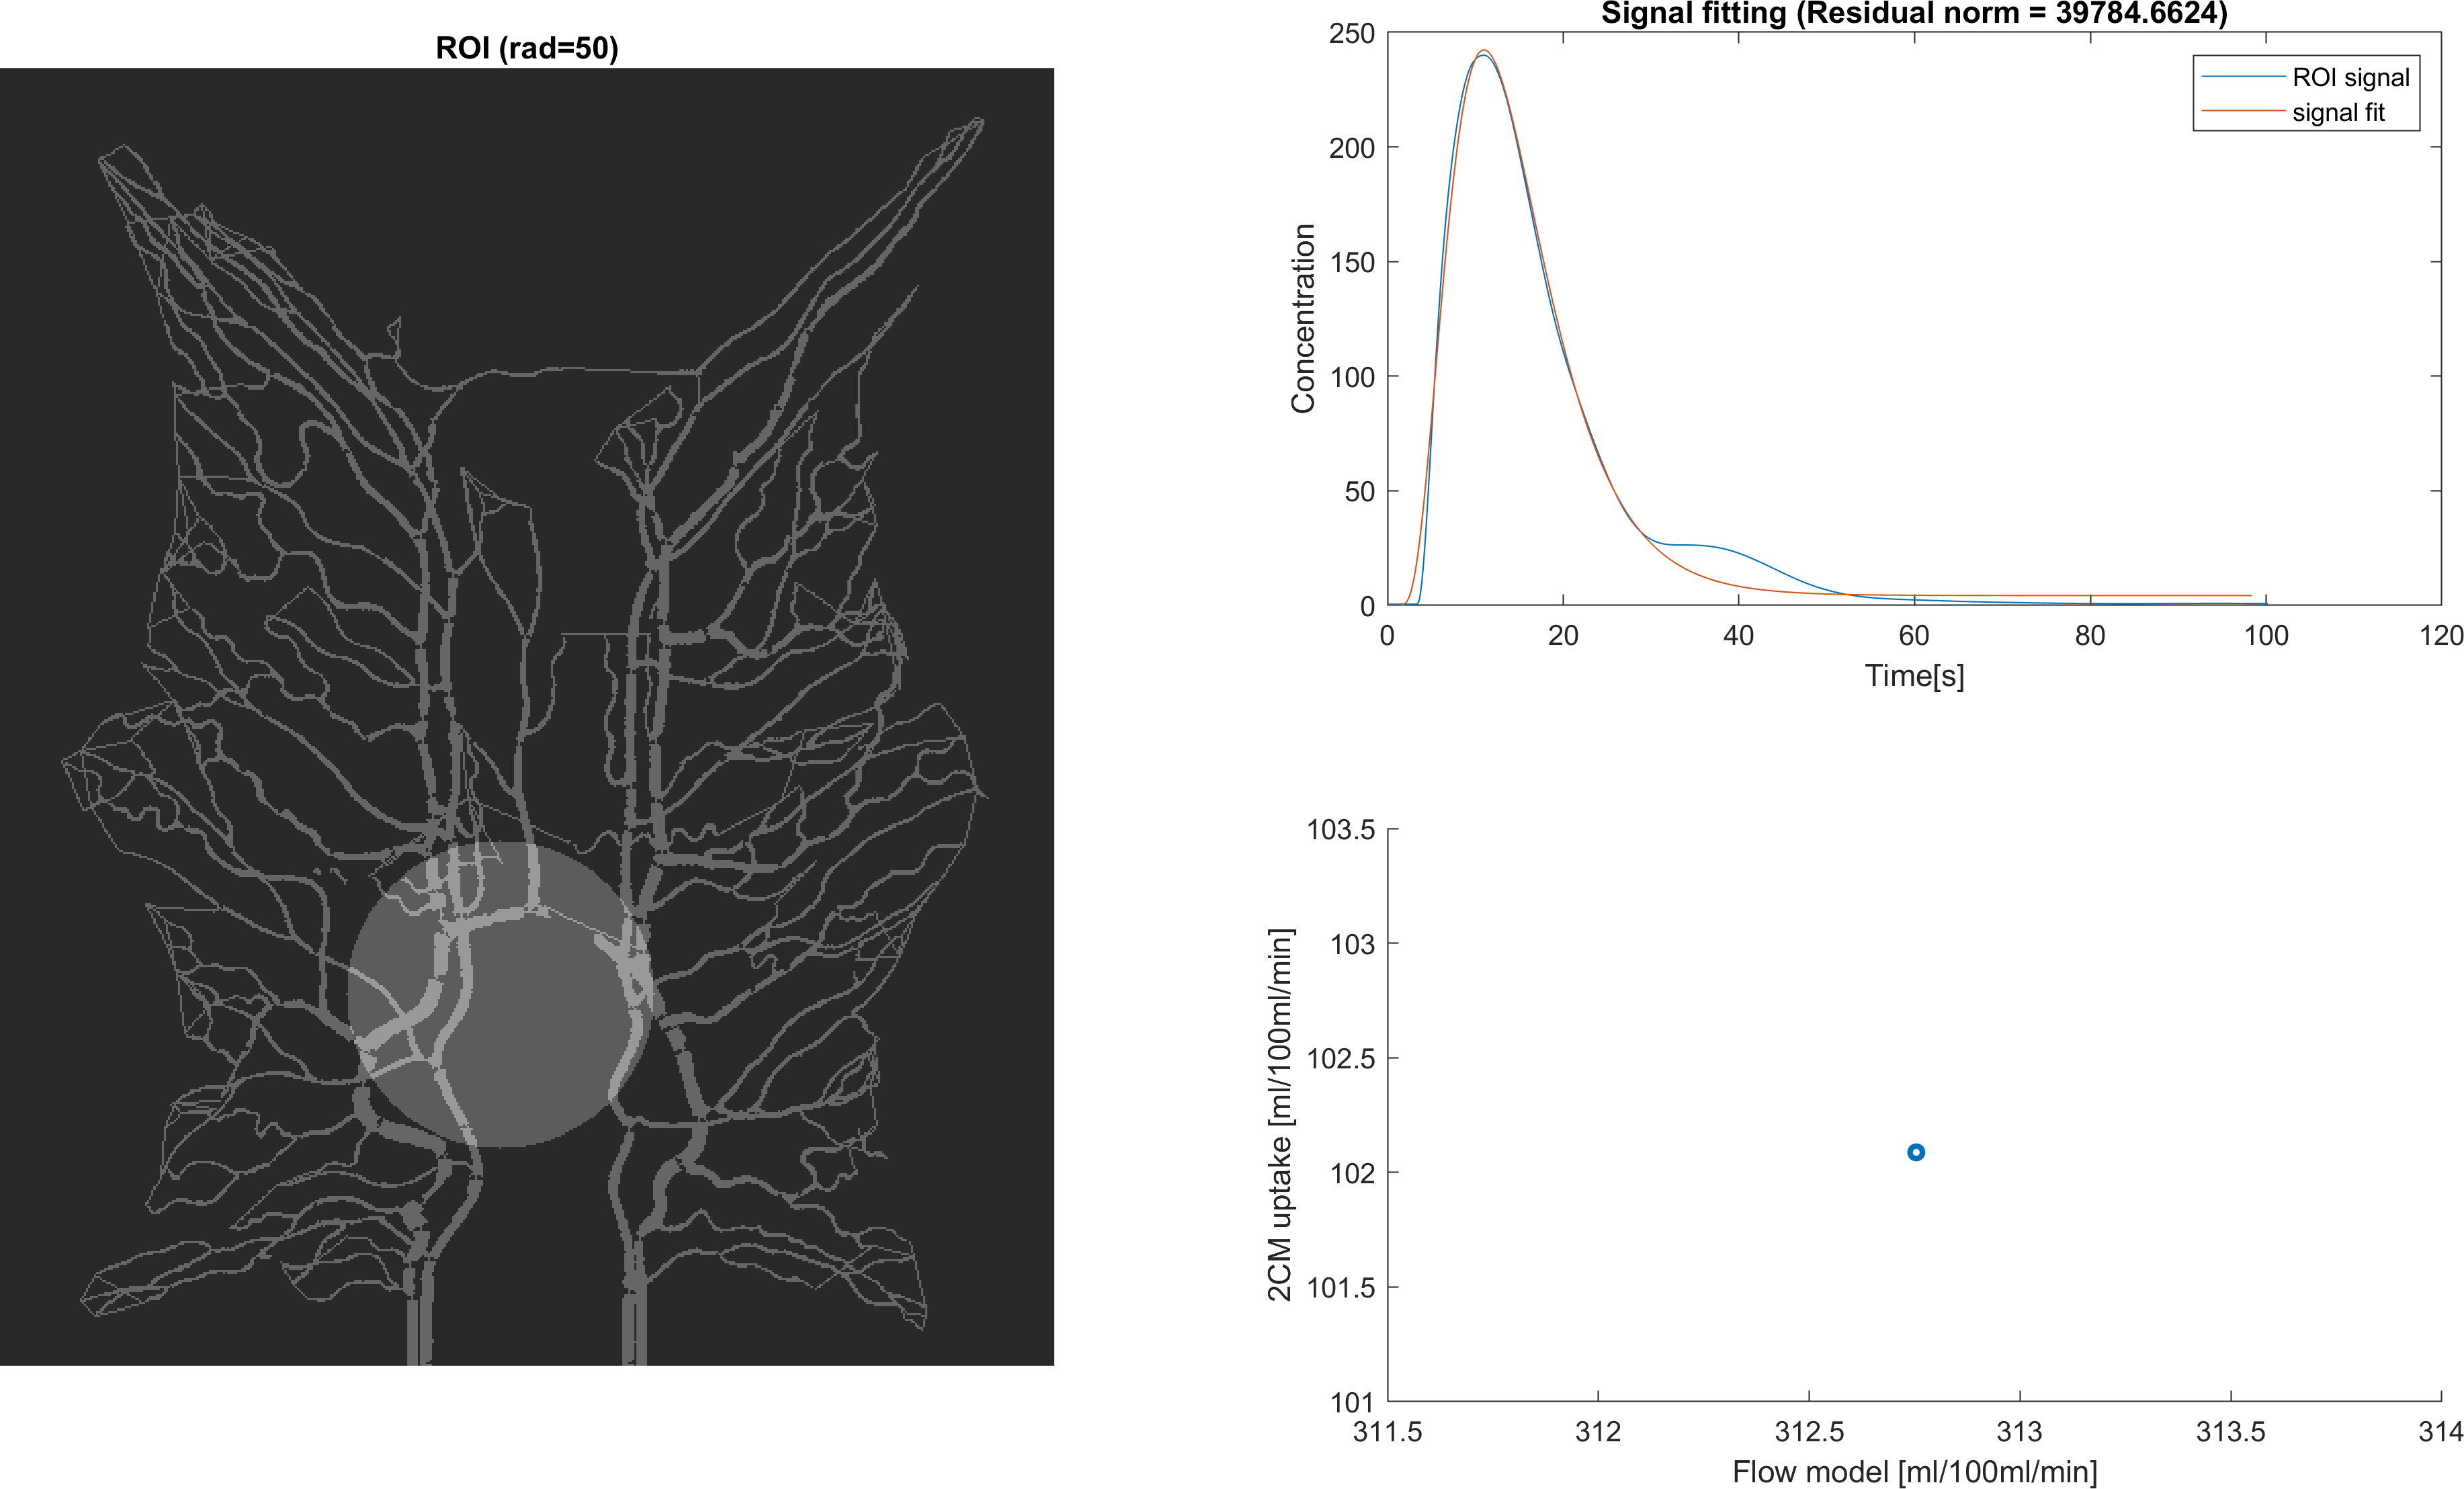 ROI (rad=50)
Signal fitting (Residual norm = 39784.6624)
250
200
150
100
50
0
Concentration
ROI signal
signal fit
0 20 40 60 80 100 120
Time[s]
103.5
103
102.5
102
101.5
101
2CM uptake [ml/100ml/min]
311.5 312 312.5 313 313.5 314
Flow model [ml/100ml/min]